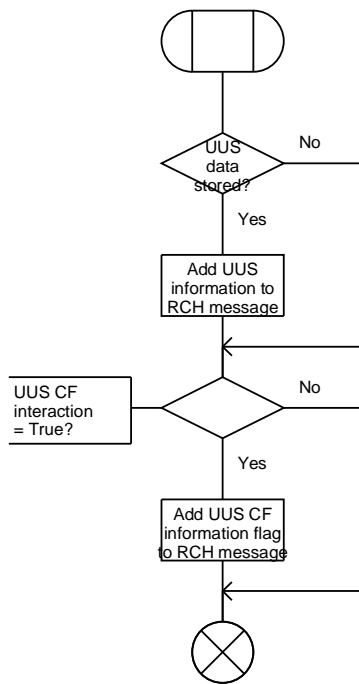 UUS
data
stored?
No
Yes
Add UUS
information to
RCH message
UUS CF
interaction
= True?
No
Yes
Add UUS CF
information flag
to RCH message